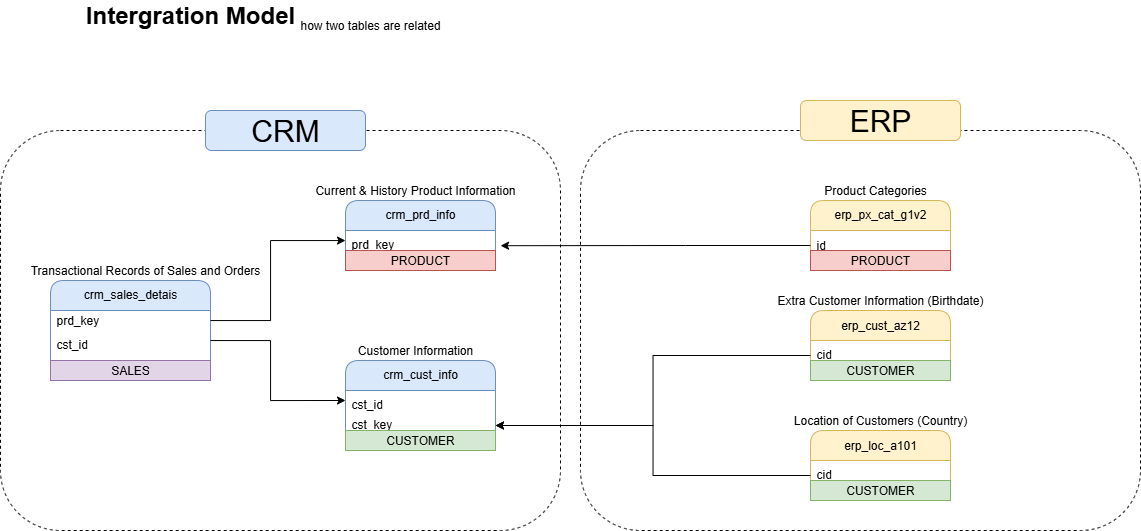 Intergration Model how two tables are related
CRM
ERP
Current & History Product Information
crm_prd_info
prd_key
PRODUCT
Product Categories
erp_px_cat_g1v2
id
PRODUCT
Transactional Records of Sales and Orders
crm_sales_detais
prd_key
cst_id
SALES
Extra Customer Information (Birthdate)
erp_cust_az12
cid
CUSTOMER
Customer Information
crm_cust_info
cst_id
cst_key
CUSTOMER
Location of Customers (Country)
erp_loc_a101
cid
CUSTOMER